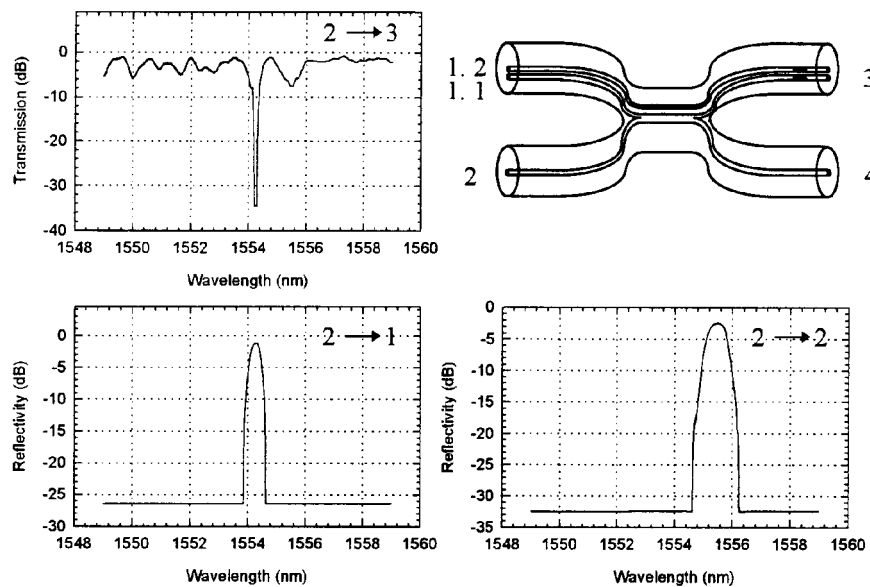 2 → 3
Transmission (dB)
0
-10
-20
-30
-40
1548 1550 1552 1554 1556 1558 1560
Wavelength (nm)
1. 2
1. 1
2
3
4
2 → 1
Reflectivity (dB)
0
-5
-10
-15
-20
-25
-30
1548 1550 1552 1554 1556 1558 1560
Wavelength (nm)
2 → 2
Reflectivity (dB)
0
-5
-10
-15
-20
-25
-30
-35
1548 1550 1552 1554 1556 1558 1560
Wavelength (nm)